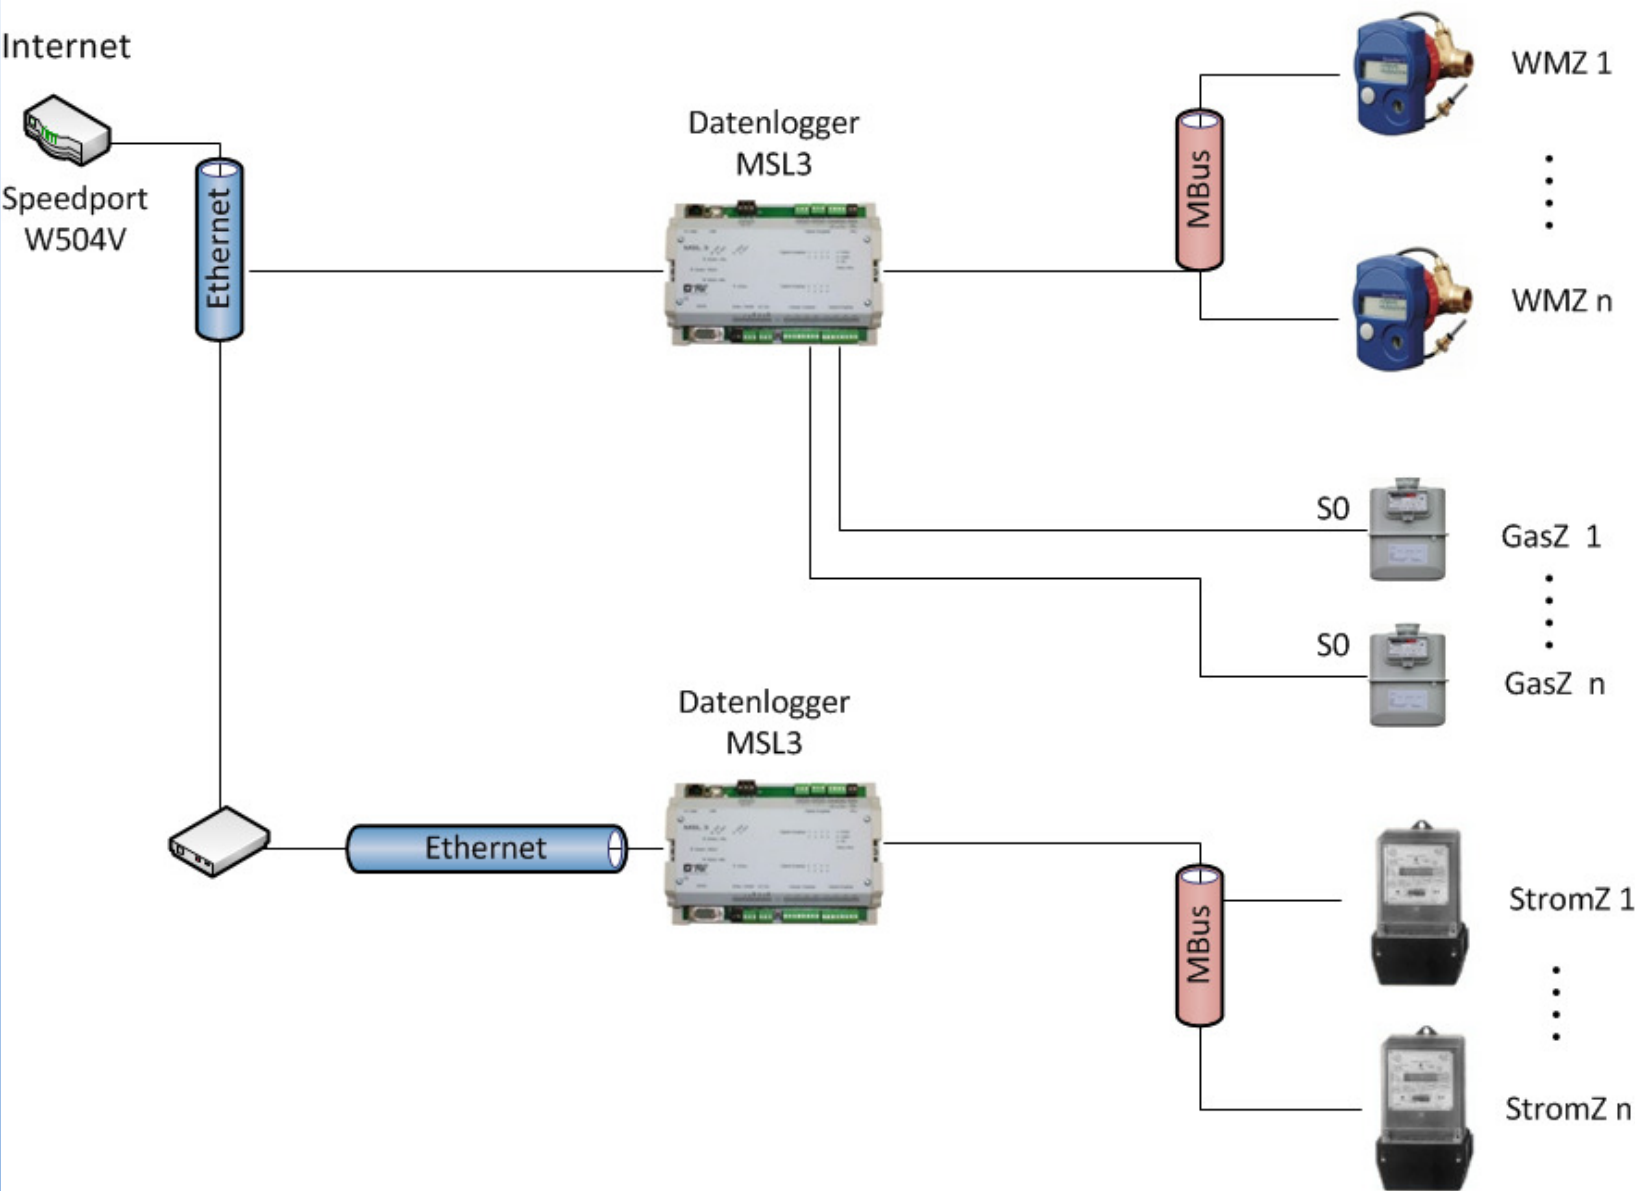 Internet
Speedport
W504V
Ethernet
Datenlogger
MSL3
MBus
WMZ 1
WMZ n
S0
GasZ 1
S0
GasZ n
Datenlogger
MSL3
Ethernet
MBus
StromZ 1
StromZ n